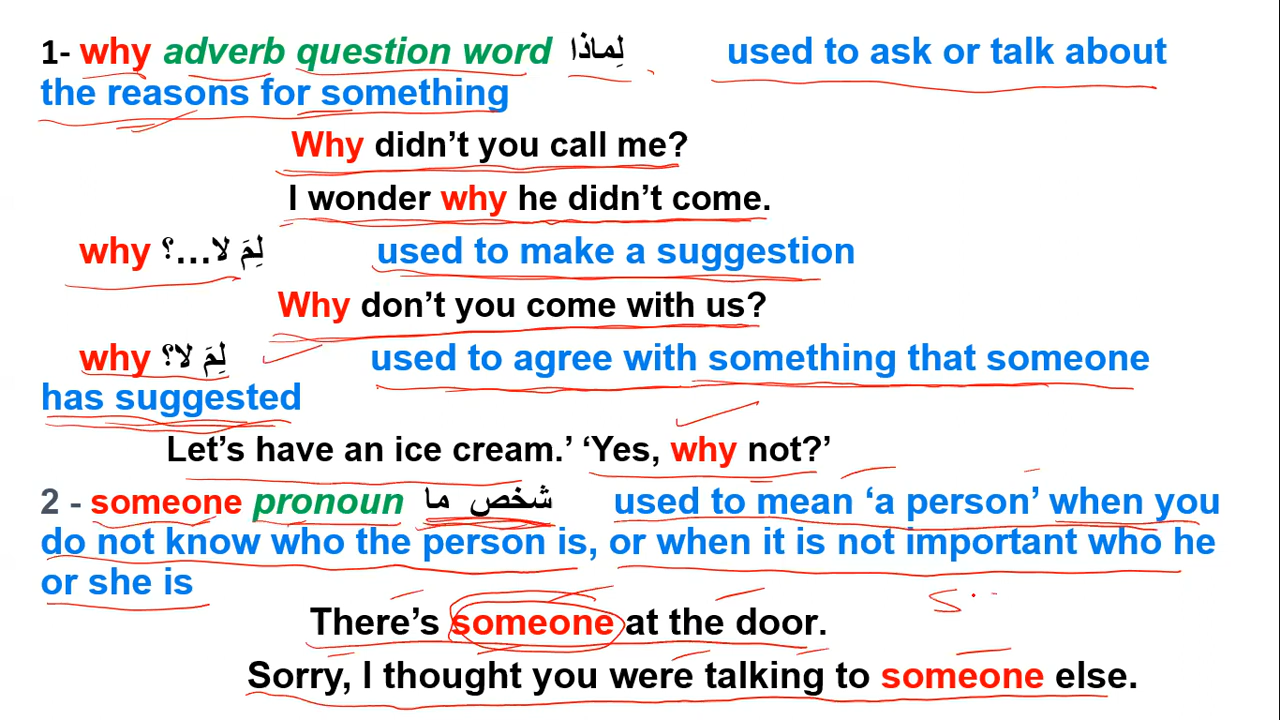 1- why adverb question word لِماذا used to ask or talk about
the reasons for something
Why didn’t you call me?
I wonder why he didn’t come.
why لِمَ لا...؟ used to make a suggestion
Why don’t you come with us?
why لِمَ لا؟ used to agree with something that someone
has suggested
Let’s have an ice cream.’ ‘Yes, why not?’
2 - someone pronoun شخص ما used to mean ‘a person’ when you
do not know who the person is, or when it is not important who he
or she is
There’s someone at the door.
Sorry, I thought you were talking to someone else.